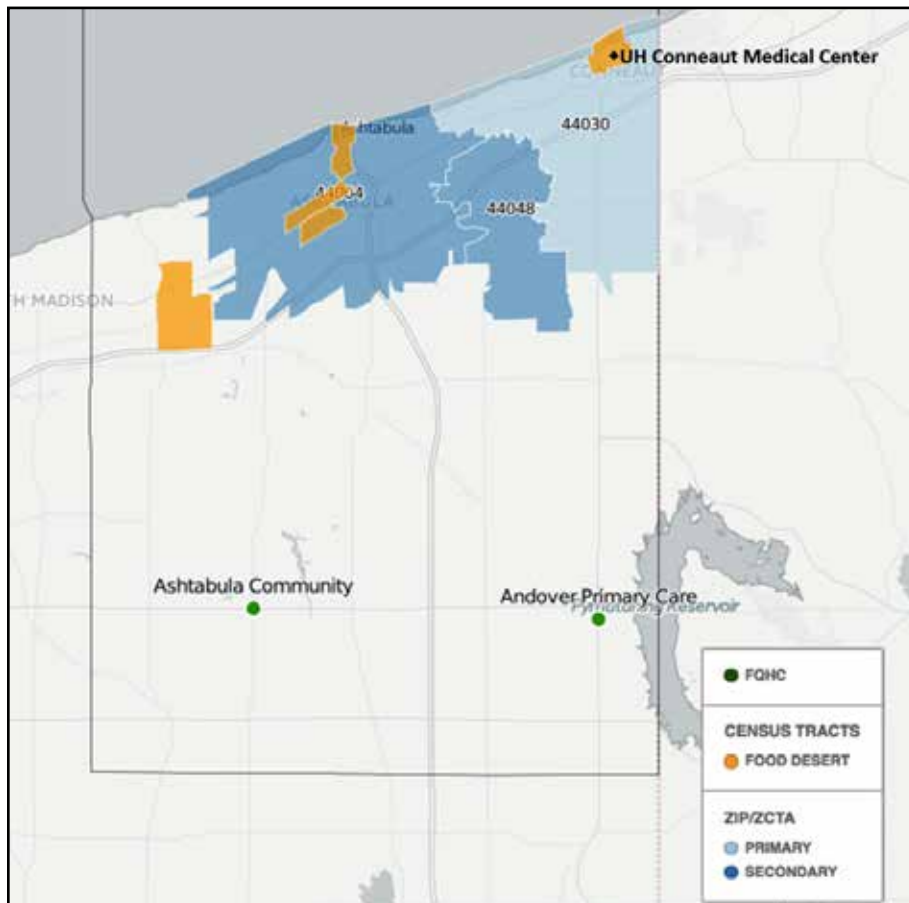 UH Conneaut Medical Center
CONNEAUT
44030
Ashtabula
44004
ASHTABULA
44048
TH MADISON
Ashtabula Community
Andover Primary Care
Pymatuning Reservoir
FQHC
CENSUS TRACTS
FOOD DESERT
ZIP/ZCTA
PRIMARY
SECONDARY